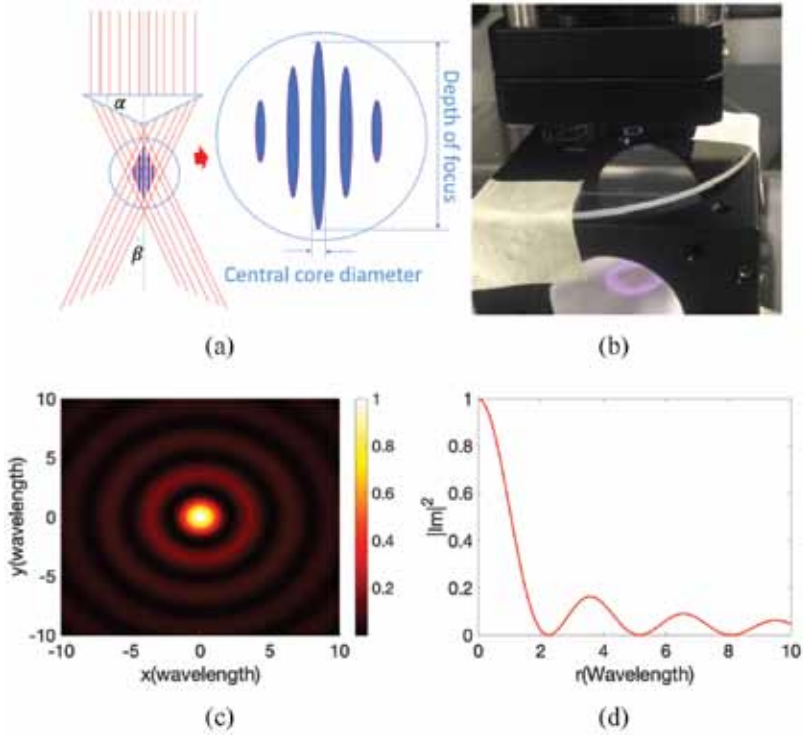 α
β
Depth of focus
Central core diameter
(a)
(b)
10
5
0
-5
-10
y(wavelength)
-10 -5 0 5 10
x(wavelength)
1
0.8
0.6
0.4
0.2
(c)
1
0.8
0.6
0.4
0.2
0
|Im|²
0 2 4 6 8 10
r(Wavelength)
(d)